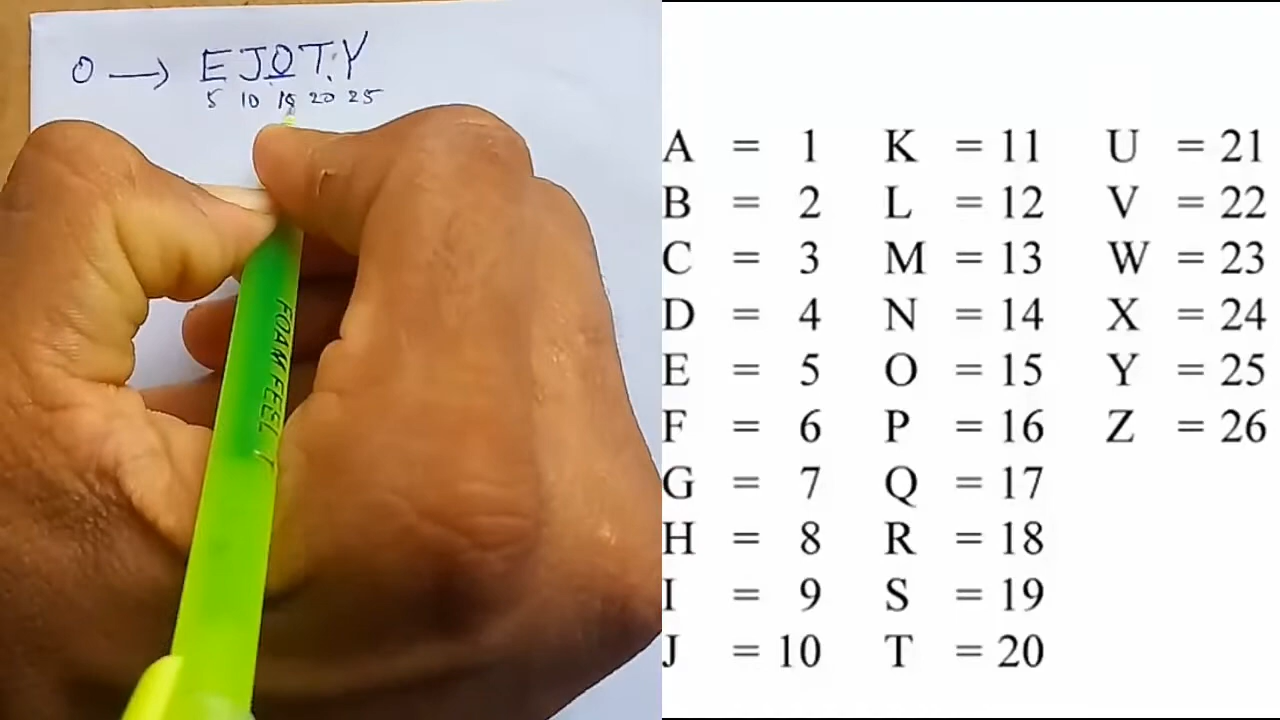 O → E J O T Y
5 10 15 20 25
FOAM FEEL T
A = 1 K = 11 U = 21
B = 2 L = 12 V = 22
C = 3 M = 13 W = 23
D = 4 N = 14 X = 24
E = 5 O = 15 Y = 25
F = 6 P = 16 Z = 26
G = 7 Q = 17
H = 8 R = 18
I = 9 S = 19
J = 10 T = 20